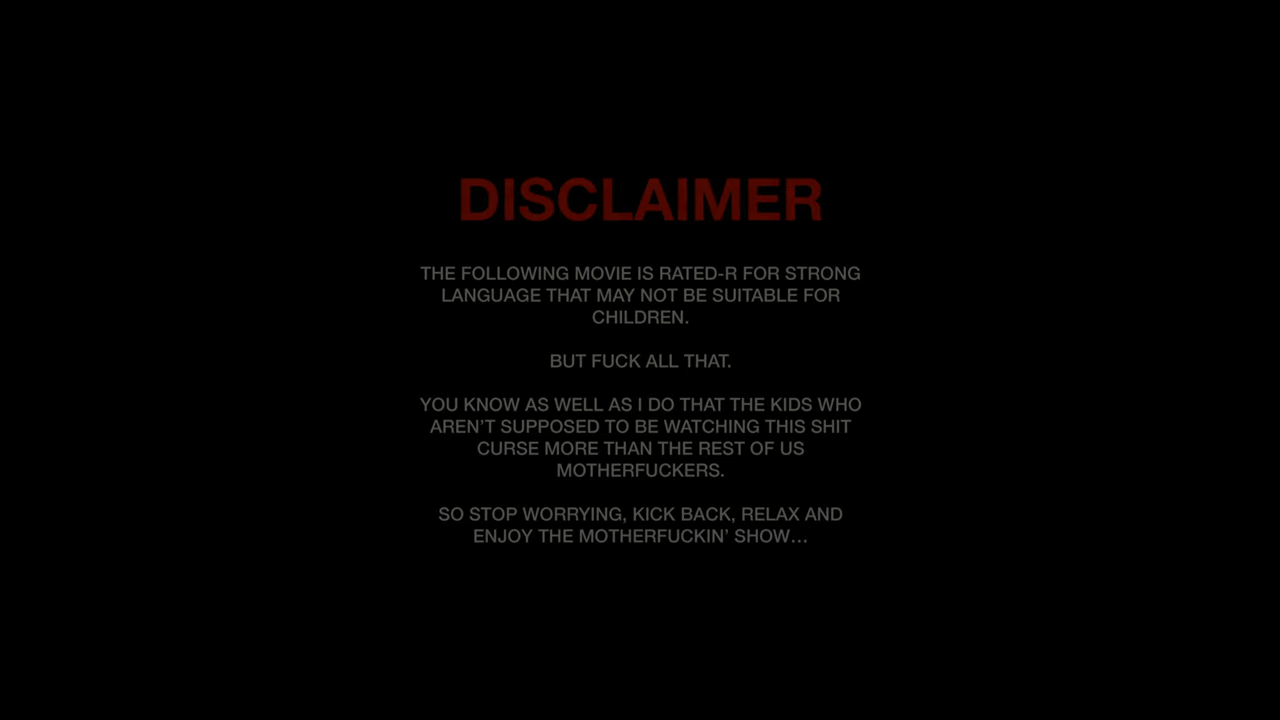 DISCLAIMER
THE FOLLOWING MOVIE IS RATED-R FOR STRONG
LANGUAGE THAT MAY NOT BE SUITABLE FOR
CHILDREN.
BUT FUCK ALL THAT.
YOU KNOW AS WELL AS I DO THAT THE KIDS WHO
AREN’T SUPPOSED TO BE WATCHING THIS SHIT
CURSE MORE THAN THE REST OF US
MOTHERFUCKERS.
SO STOP WORRYING, KICK BACK, RELAX AND
ENJOY THE MOTHERFUCKIN’ SHOW…